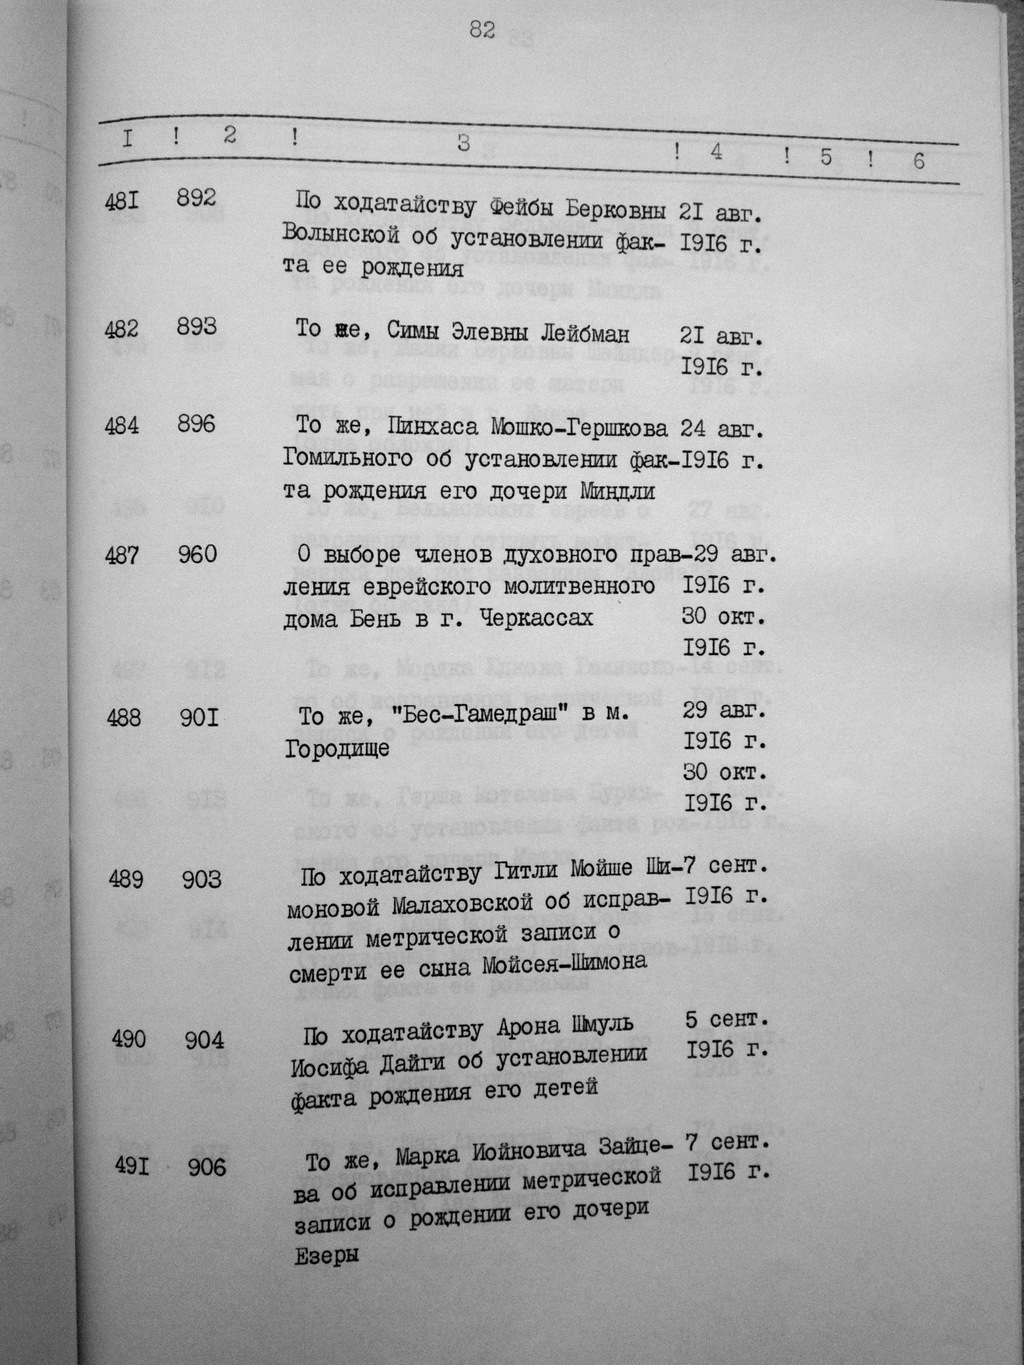 82
I ! 2 ! 3 ! 4 ! 5 ! 6
48I 892 По ходатайству Фейбы Берковны 2I авг.
Волынской об установлении фак- I9I6 г.
та ее рождения
482 893 То же, Симы Элевны Лейбман 2I авг.
I9I6 г.
484 896 То же, Пинхаса Мошко-Гершкова 24 авг.
Гомильного об установлении фак-I9I6 г.
та рождения его дочери Миндли
487 960 О выборе членов духовного прав-29 авг.
ления еврейского молитвенного I9I6 г.
дома Бень в г. Черкассах 30 окт.
I9I6 г.
488 90I То же, "Бес-Гамедраш" в м. 29 авг.
Городище I9I6 г.
30 окт.
I9I6 г.
489 903 По ходатайству Гитли Мойше Ши-7 сент.
моновой Малаховской об исправ- I9I6 г.
лении метрической записи о
смерти ее сына Мойсея-Шимона
490 904 По ходатайству Арона Шмуль 5 сент.
Иосифа Дайги об установлении I9I6 г.
факта рождения его детей
49I 906 То же, Марка Иойновича Зайце- 7 сент.
ва об исправлении метрической I9I6 г.
записи о рождении его дочери
Езеры